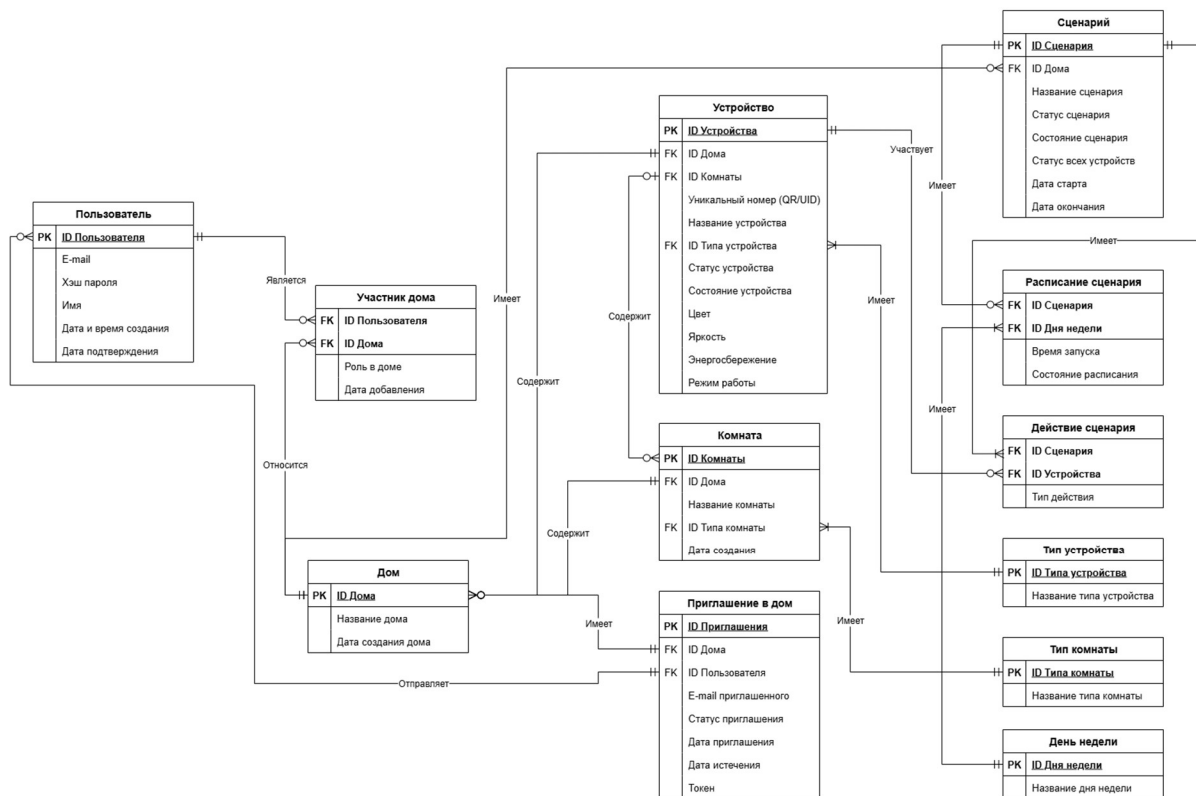 Сценарий
PK ID Сценария
FK ID Дома
Название сценария
Статус сценария
Состояние сценария
Статус всех устройств
Дата старта
Дата окончания
Устройство
PK ID Устройства
FK ID Дома
FK ID Комнаты
Уникальный номер (QR/UID)
Название устройства
FK ID Типа устройства
Статус устройства
Состояние устройства
Цвет
Яркость
Энергосбережение
Режим работы
Участвует
Имеет
Имеет
Пользователь
PK ID Пользователя
E-mail
Хэш пароля
Имя
Дата и время создания
Дата подтверждения
Является
Участник дома
FK ID Пользователя
FK ID Дома
Роль в доме
Дата добавления
Имеет
Содержит
Содержит
Имеет
Расписание сценария
FK ID Сценария
FK ID Дня недели
Время запуска
Состояние расписания
Имеет
Комната
PK ID Комнаты
FK ID Дома
Название комнаты
FK ID Типа комнаты
Дата создания
Действие сценария
FK ID Сценария
FK ID Устройства
Тип действия
Относится
Содержит
Дом
PK ID Дома
Название дома
Дата создания дома
Имеет
Приглашение в дом
PK ID Приглашения
FK ID Дома
FK ID Пользователя
E-mail приглашенного
Статус приглашения
Дата приглашения
Дата истечения
Токен
Отправляет
Имеет
Тип устройства
PK ID Типа устройства
Название типа устройства
Тип комнаты
PK ID Типа комнаты
Название типа комнаты
День недели
PK ID Дня недели
Название дня недели